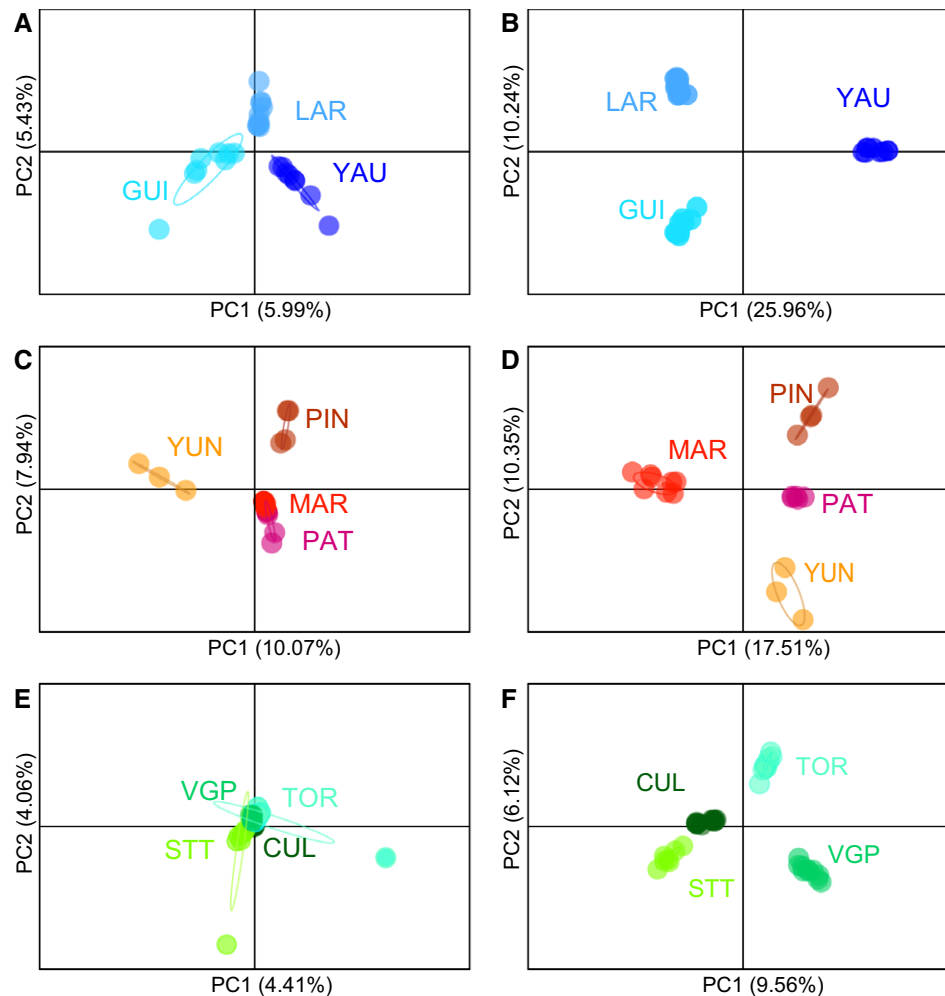 A
PC2 (5.43%)
LAR
GUI
YAU
PC1 (5.99%)
B
PC2 (10.24%)
LAR
YAU
GUI
PC1 (25.96%)
C
PC2 (7.94%)
YUN
PIN
MAR
PAT
PC1 (10.07%)
D
PC2 (10.35%)
PIN
MAR
PAT
YUN
PC1 (17.51%)
E
PC2 (4.06%)
VGP
TOR
STT
CUL
PC1 (4.41%)
F
PC2 (6.12%)
CUL
TOR
STT
VGP
PC1 (9.56%)